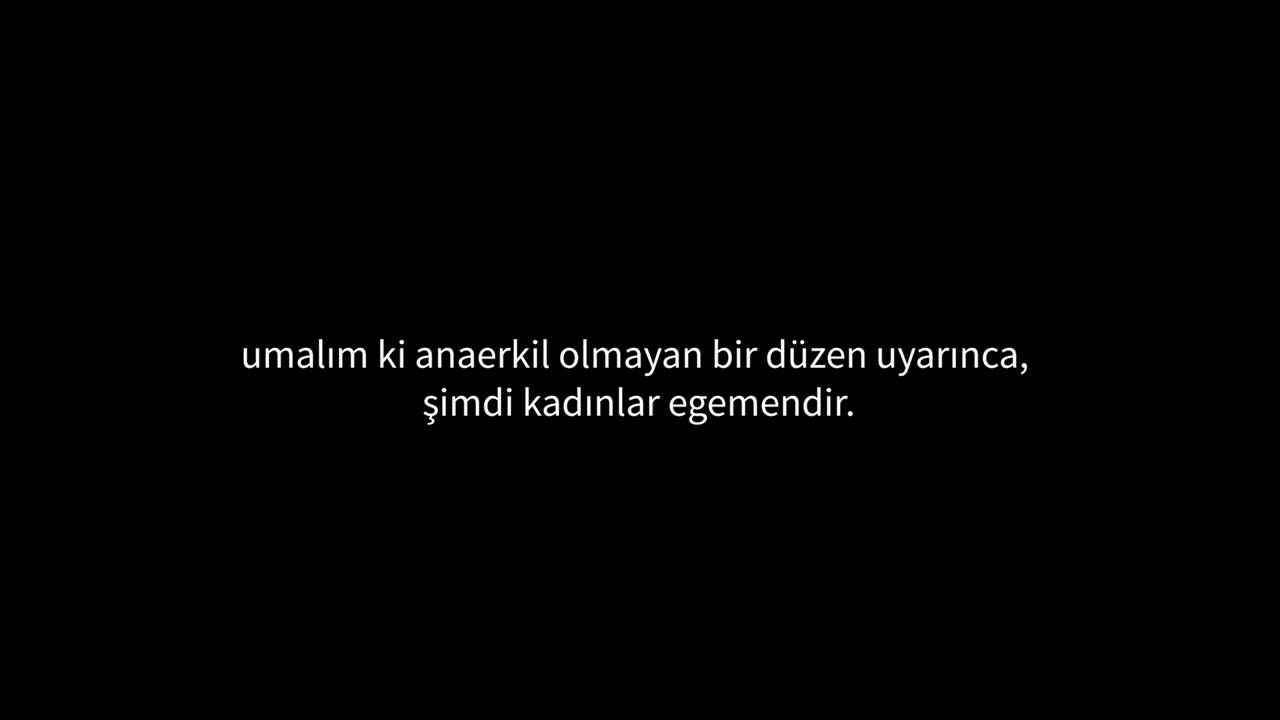 umalım ki anaerkil olmayan bir düzen uyarınca,
şimdi kadınlar egemendir.